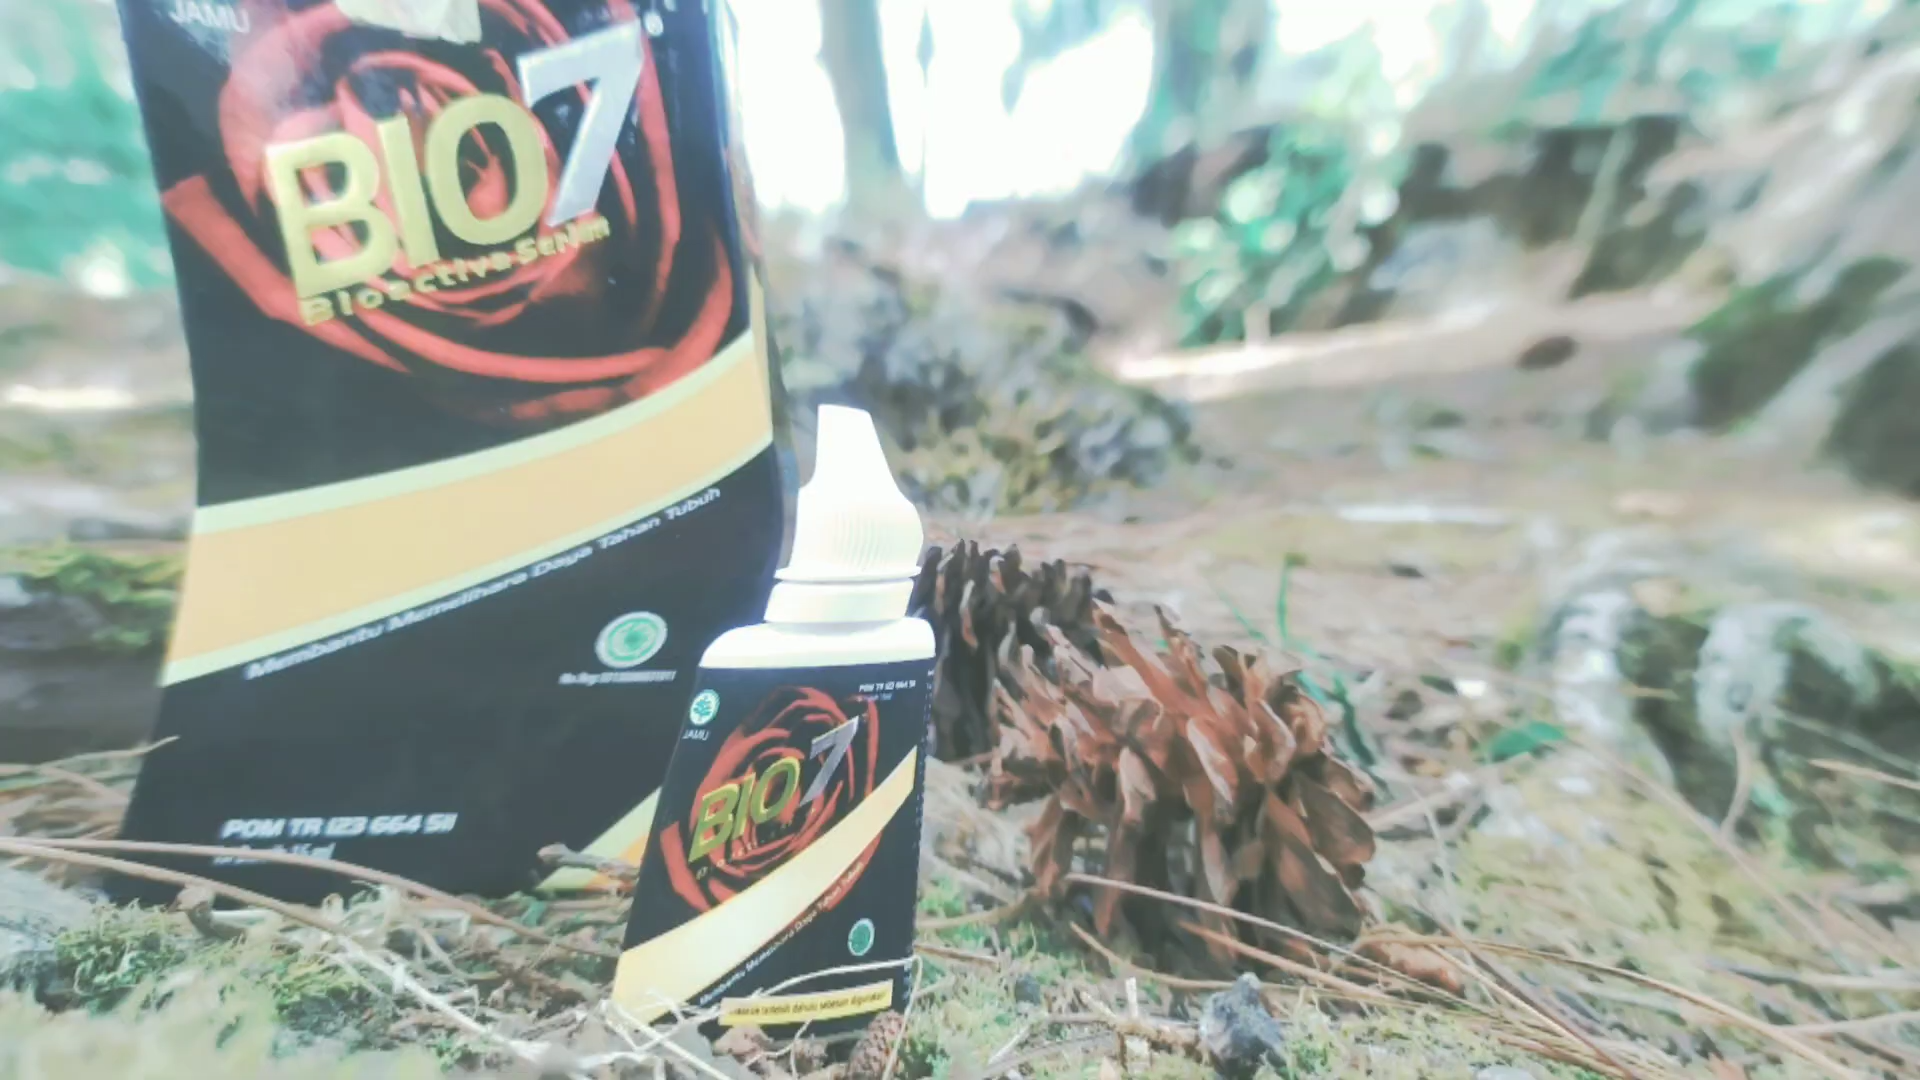 JAMU
BIO7
Bioactive Serum
Membantu Memelihara Daya Tahan Tubuh
POM TR 123 664 511
POM TR 123 664 511
JAMU
BIO7
Membantu Memelihara Daya Tahan Tubuh